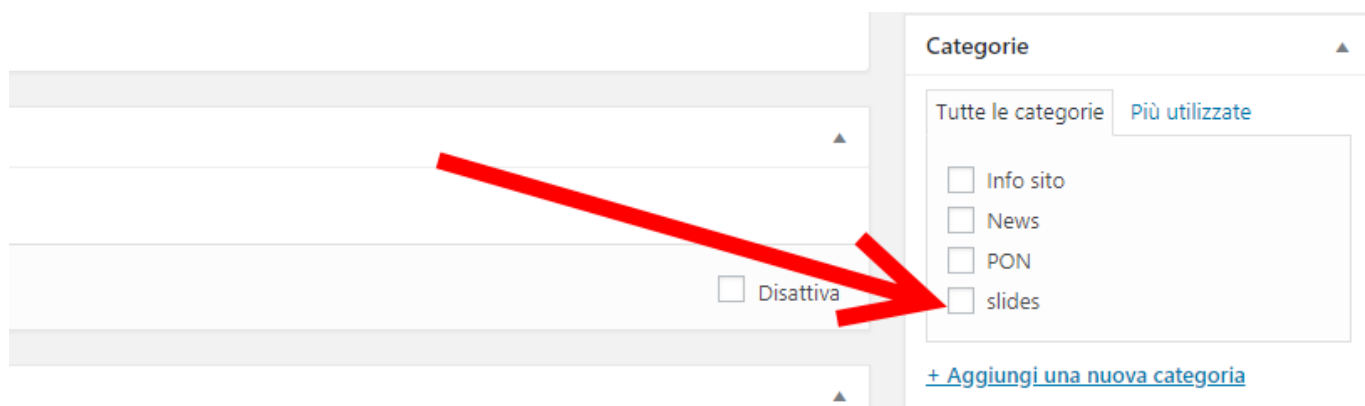 Categorie
Tutte le categorie Più utilizzate
Info sito
News
PON
Disattiva
slides
+ Aggiungi una nuova categoria